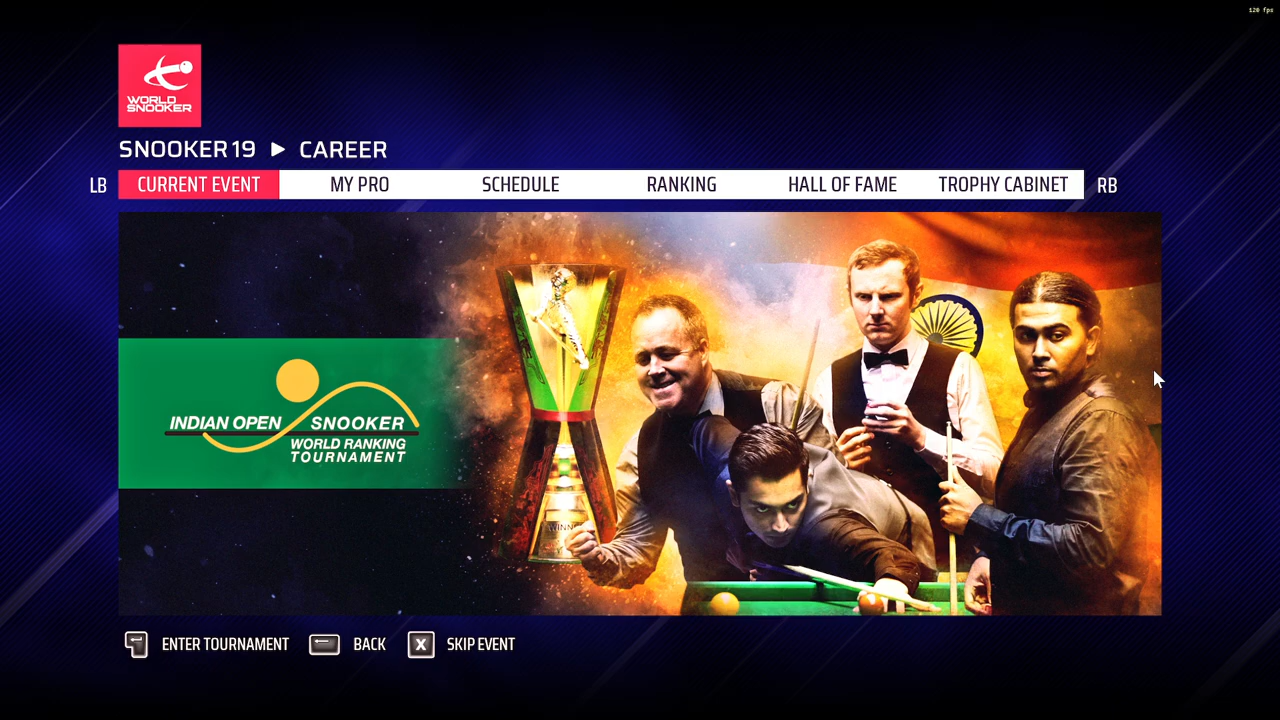 120 fps
WORLD
SNOOKER
SNOOKER 19 ▶ CAREER
LB CURRENT EVENT MY PRO SCHEDULE RANKING HALL OF FAME TROPHY CABINET RB
INDIAN OPEN SNOOKER
WORLD RANKING
TOURNAMENT
ENTER TOURNAMENT BACK X SKIP EVENT